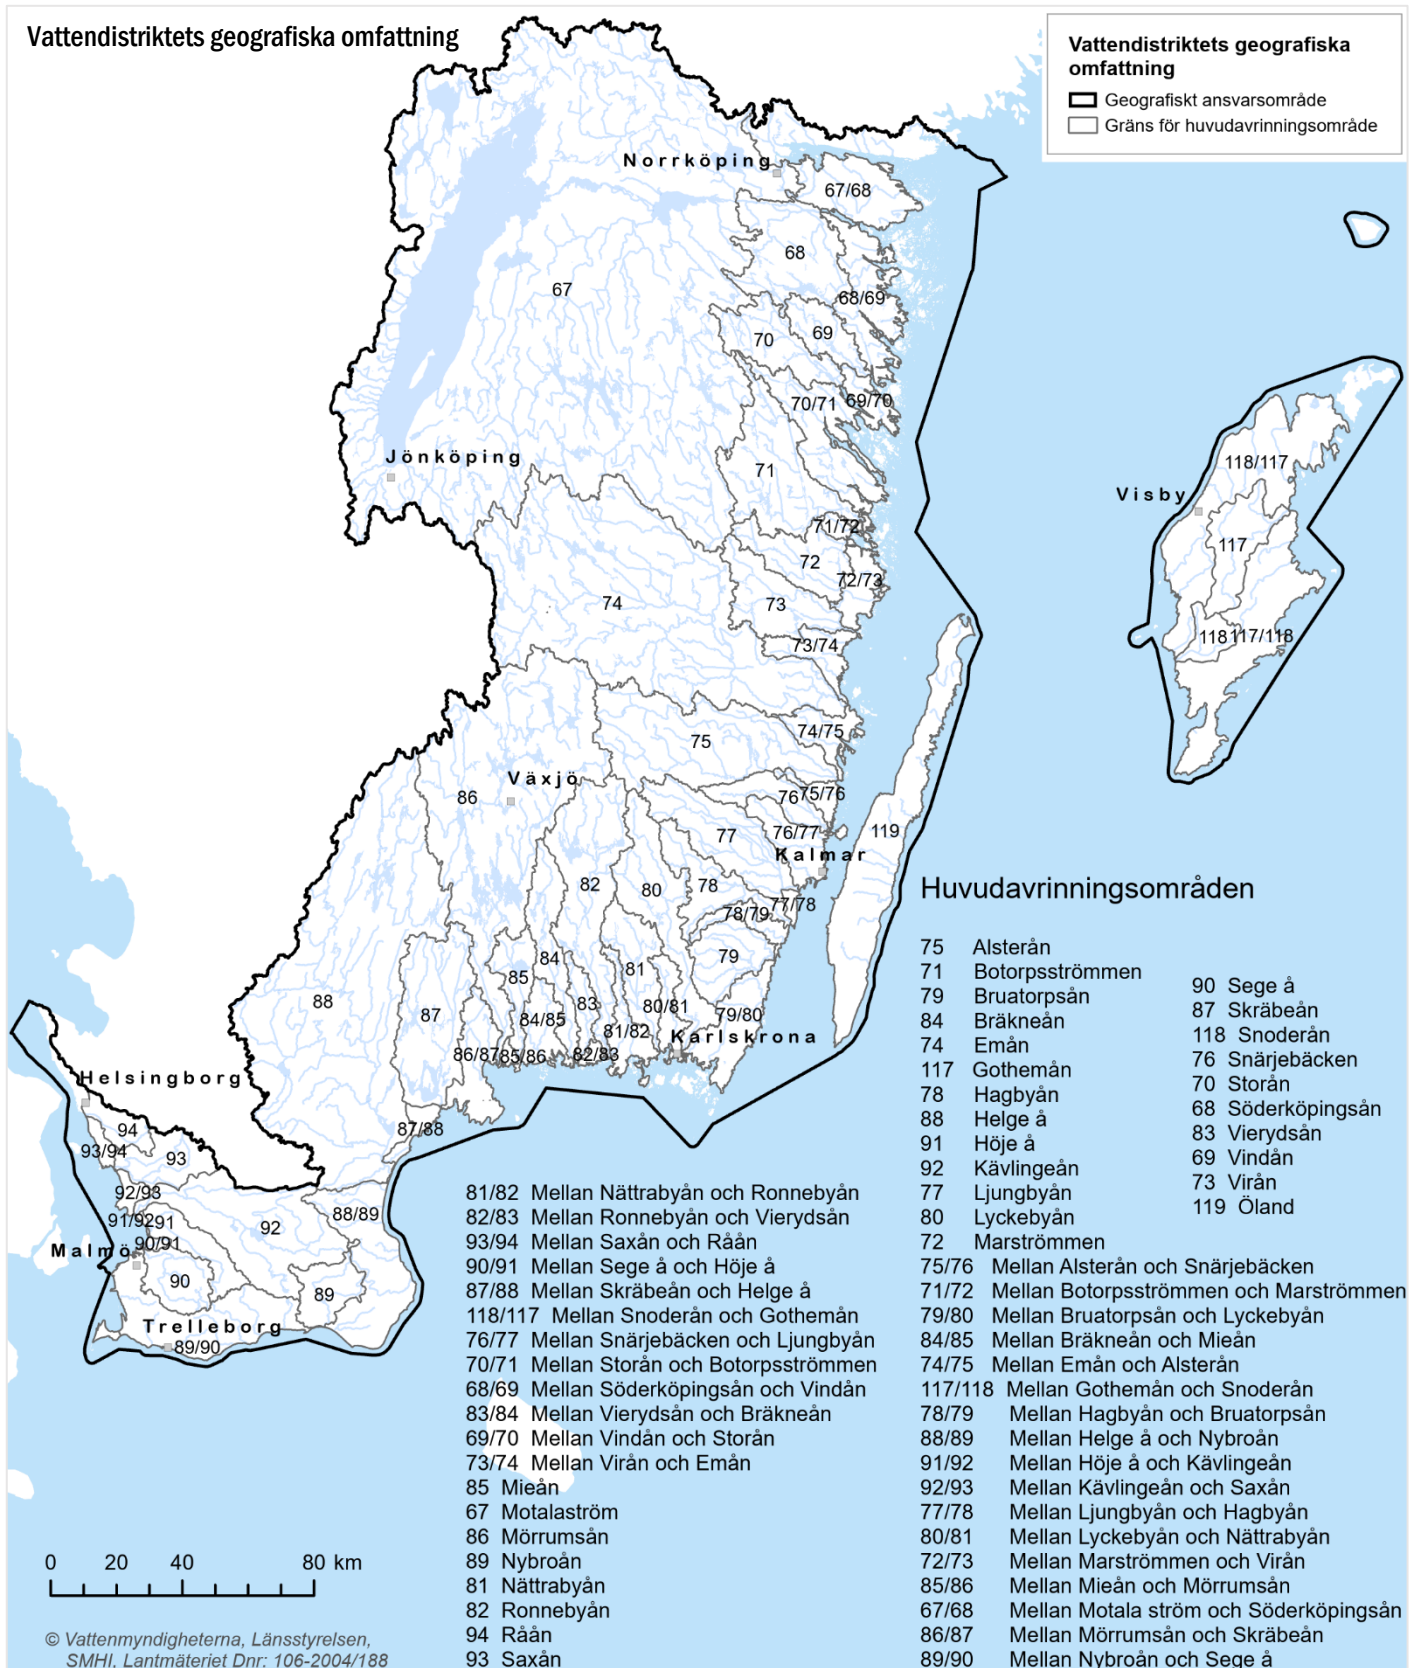 Vattendistriktets geografiska omfattning
Vattendistriktets geografiska
omfattning
Geografiskt ansvarsområde
Gräns för huvudavrinningsområde
Norrköping
67/68
68
67
68/69
70
69
70/71
69/70
Jönköping
71
118/117
Visby
71/72
117
72
72/73
74
73
118
117/118
73/74
75
74/75
Växjö
86
76
75/76
77
76/77
119
Kalmar
82
80
78
77/78
78/79
79
84
85
81
88
87
83
80/81
84/85
79/80
81/82
Karlskrona
86/87
85/86
82/83
Helsingborg
94
87/88
93/94
93
92/93
91/92
91
92
88/89
Malmö
90/91
90
89
Trelleborg
89/90
Huvudavrinningsområden
75 Alsterån
71 Botorpsströmmen
79 Bruatorpsån
84 Bräkneån
74 Emån
117 Gothemån
78 Hagbyån
88 Helge å
91 Höje å
92 Kävlingeån
77 Ljungbyån
80 Lyckebyån
72 Marströmmen
90 Sege å
87 Skräbeån
118 Snoderån
76 Snärjebäcken
70 Storån
68 Söderköpingsån
83 Vierydsån
69 Vindån
73 Virån
119 Öland
75/76 Mellan Alsterån och Snärjebäcken
71/72 Mellan Botorpsströmmen och Marströmmen
79/80 Mellan Bruatorpsån och Lyckebyån
84/85 Mellan Bräkneån och Mieån
74/75 Mellan Emån och Alsterån
117/118 Mellan Gothemån och Snoderån
78/79 Mellan Hagbyån och Bruatorpsån
88/89 Mellan Helge å och Nybroån
91/92 Mellan Höje å och Kävlingeån
92/93 Mellan Kävlingeån och Saxån
77/78 Mellan Ljungbyån och Hagbyån
80/81 Mellan Lyckebyån och Nättrabyån
72/73 Mellan Marströmmen och Virån
85/86 Mellan Mieån och Mörrumsån
67/68 Mellan Motala ström och Söderköpingsån
86/87 Mellan Mörrumsån och Skräbeån
89/90 Mellan Nybroån och Sege å
81/82 Mellan Nättrabyån och Ronnebyån
82/83 Mellan Ronnebyån och Vierydsån
93/94 Mellan Saxån och Råån
90/91 Mellan Sege å och Höje å
87/88 Mellan Skräbeån och Helge å
118/117 Mellan Snoderån och Gothemån
76/77 Mellan Snärjebäcken och Ljungbyån
70/71 Mellan Storån och Botorpsströmmen
68/69 Mellan Söderköpingsån och Vindån
83/84 Mellan Vierydsån och Bräkneån
69/70 Mellan Vindån och Storån
73/74 Mellan Virån och Emån
85 Mieån
67 Motalaström
86 Mörrumsån
89 Nybroån
81 Nättrabyån
82 Ronnebyån
94 Råån
93 Saxån
0 20 40 80 km
© Vattenmyndigheterna, Länsstyrelsen,
SMHI, Lantmäteriet Dnr: 106-2004/188